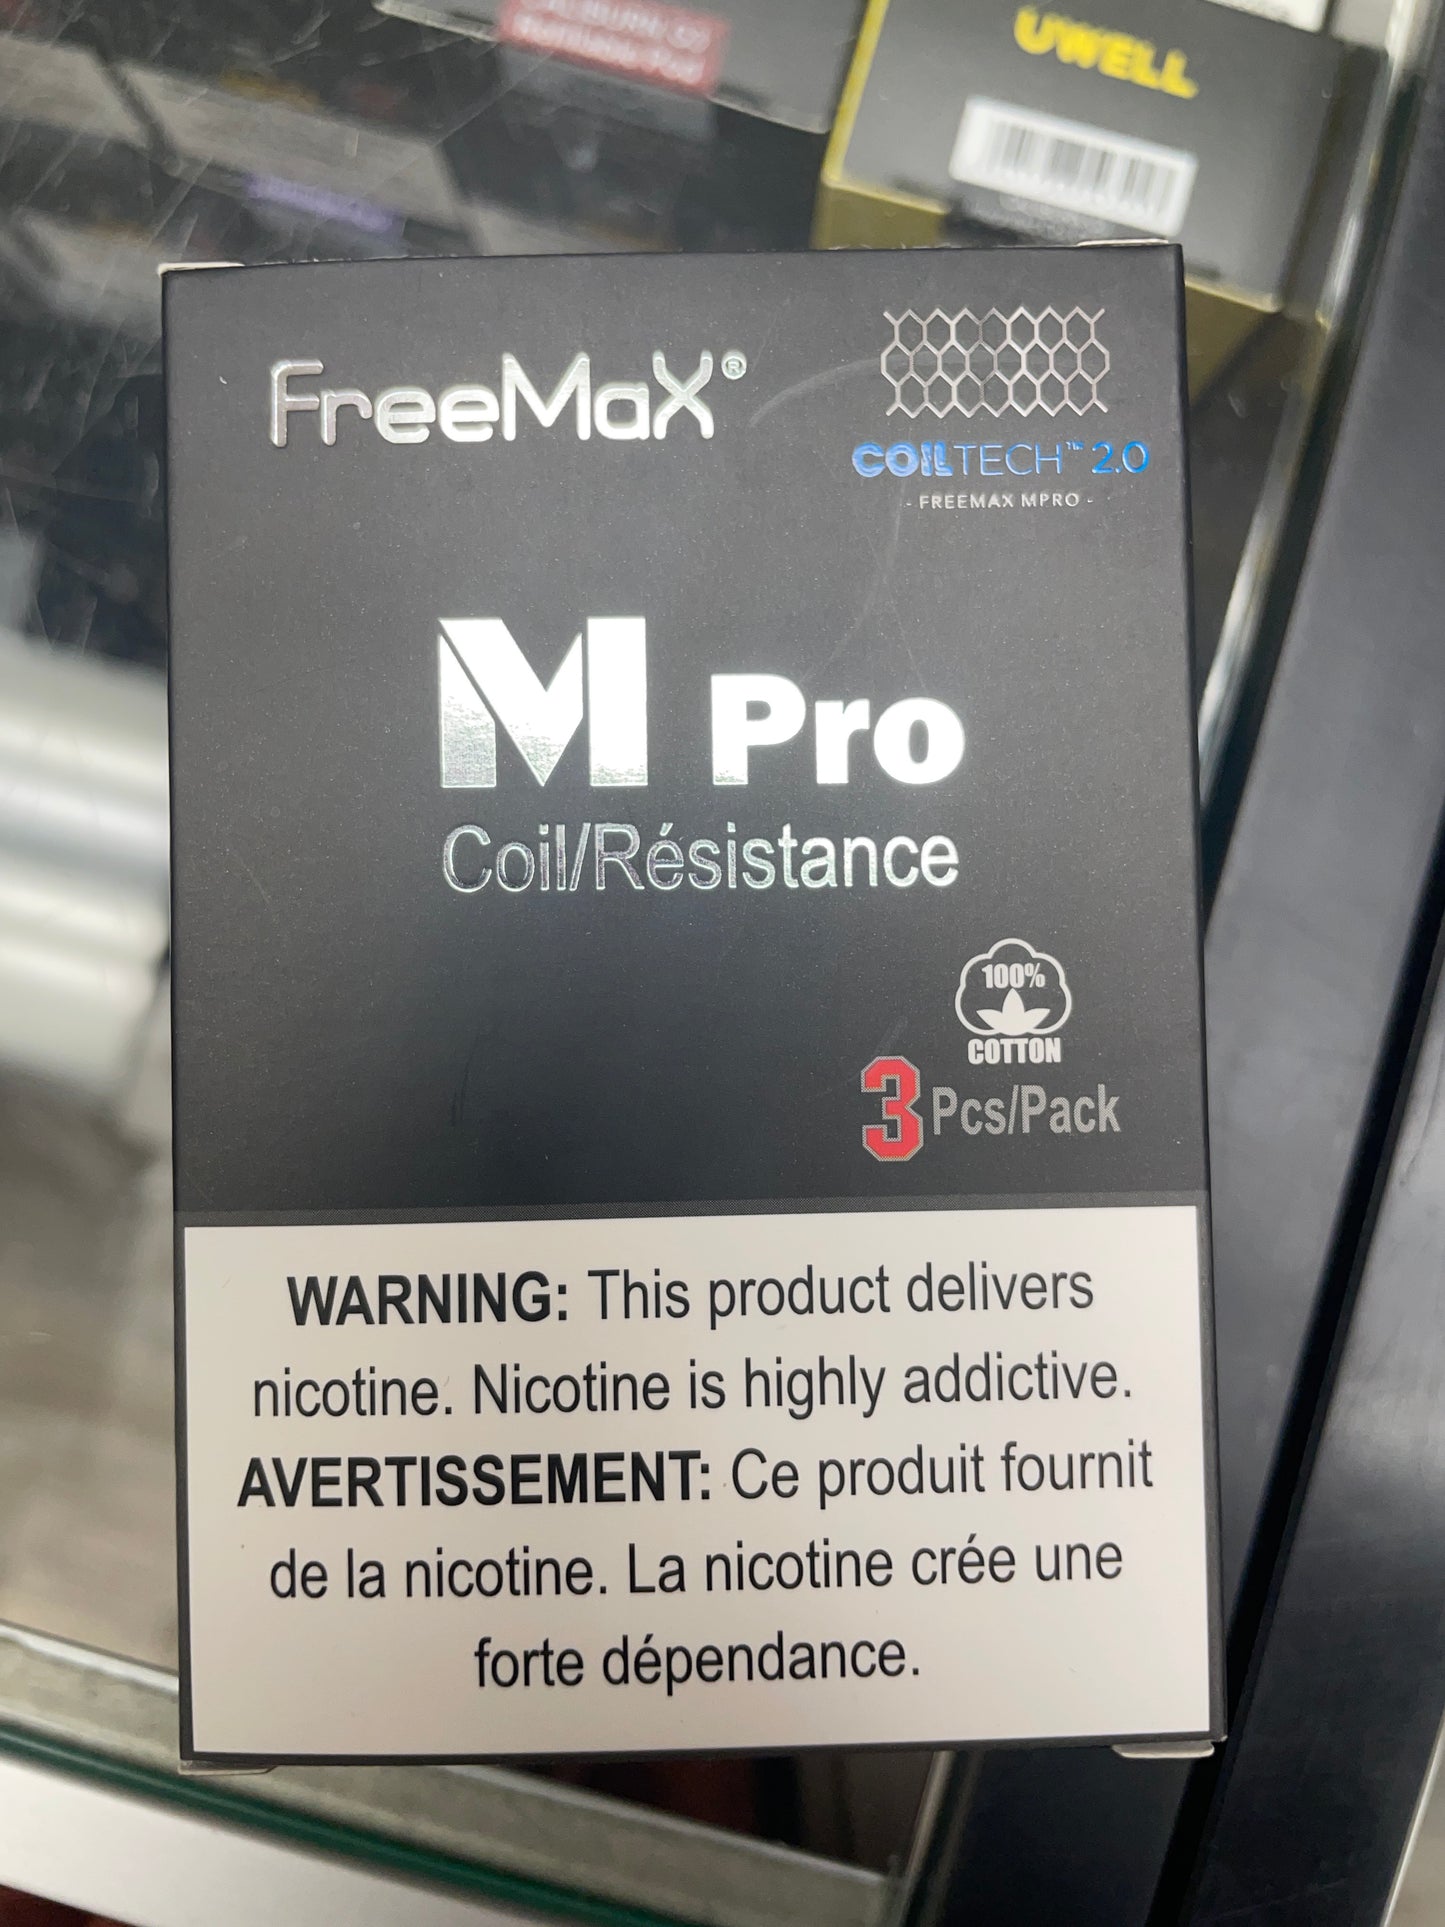 UWELL
FreeMaX®
COILTECH™ 2.0
- FREEMAX MPRO -
M Pro
Coil/Résistance
100%
COTTON
3 Pcs/Pack
WARNING: This product delivers
nicotine. Nicotine is highly addictive.
AVERTISSEMENT: Ce produit fournit
de la nicotine. La nicotine crée une
forte dépendance.